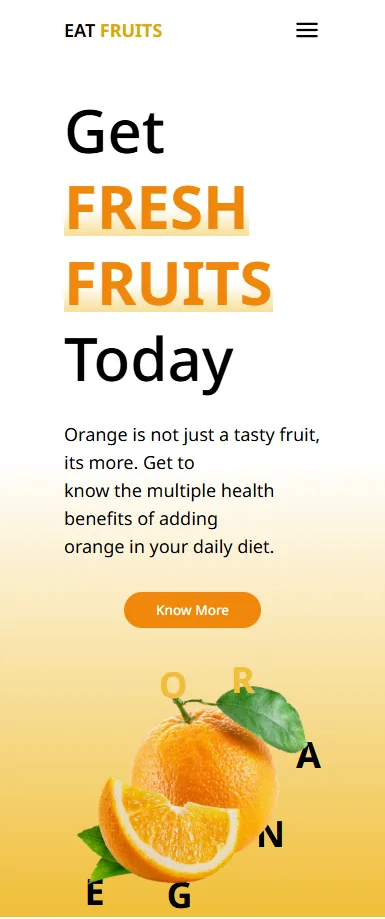 EAT FRUITS
Get
FRESH
FRUITS
Today
Orange is not just a tasty fruit,
its more. Get to
know the multiple health
benefits of adding
orange in your daily diet.
Know More
O
R
A
N
G
E